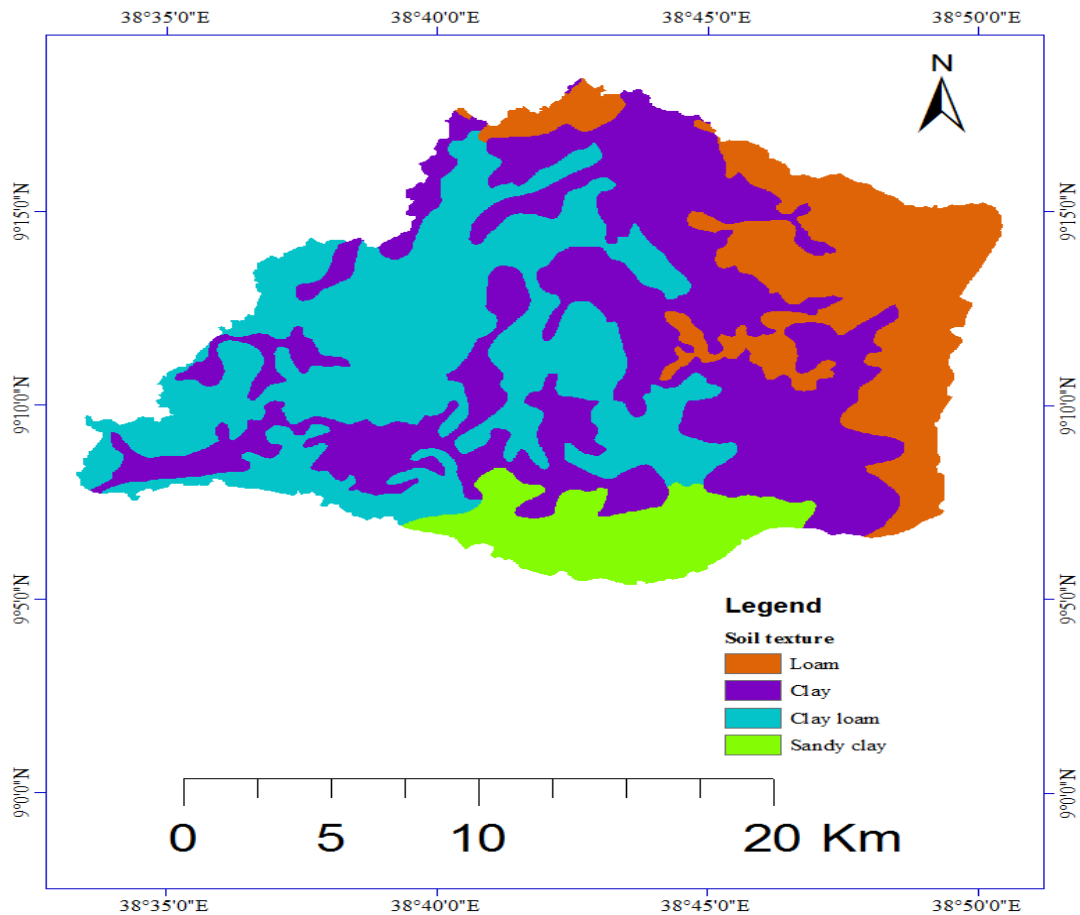 38°35'0"E 38°40'0"E 38°45'0"E 38°50'0"E
N
9°15'0"N 9°15'0"N
9°10'0"N 9°10'0"N
9°5'0"N 9°5'0"N
Legend
Soil texture
Loam
Clay
Clay loam
Sandy clay
9°0'0"N 9°0'0"N
0 5 10 20 Km
38°35'0"E 38°40'0"E 38°45'0"E 38°50'0"E